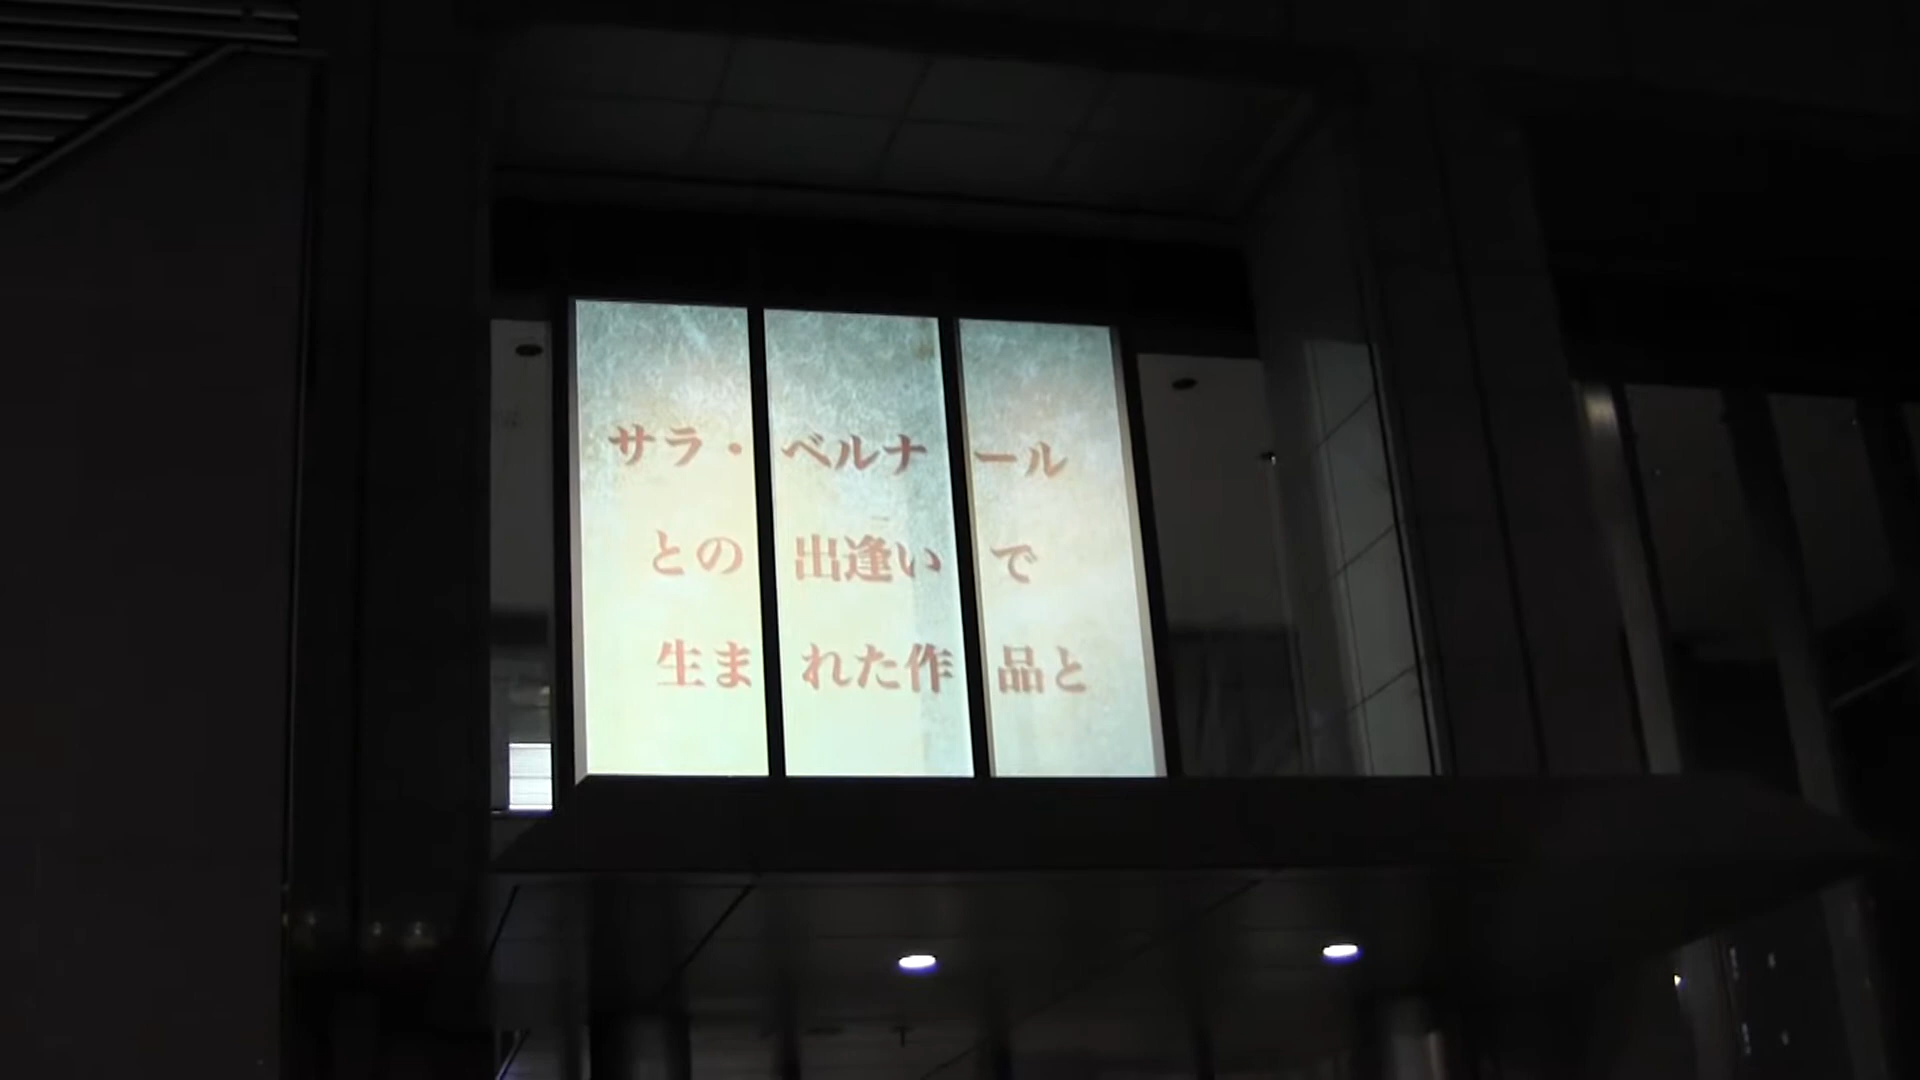 サラ・ベルナール
との出逢いで
生まれた作品と